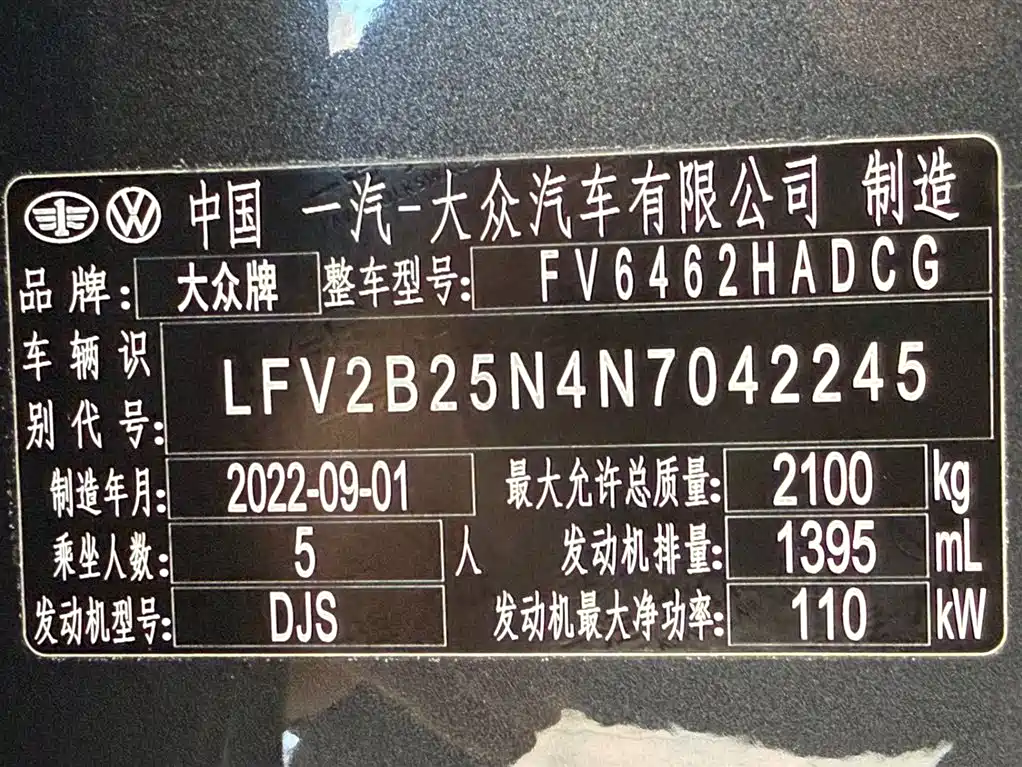 中国 一汽-大众汽车有限公司 制造
品牌: 大众牌 整车型号: FV6462HADCG
车辆识别代号: LFV2B25N4N7042245
制造年月: 2022-09-01 最大允许总质量: 2100 kg
乘坐人数: 5 人 发动机排量: 1395 mL
发动机型号: DJS 发动机最大净功率: 110 kW